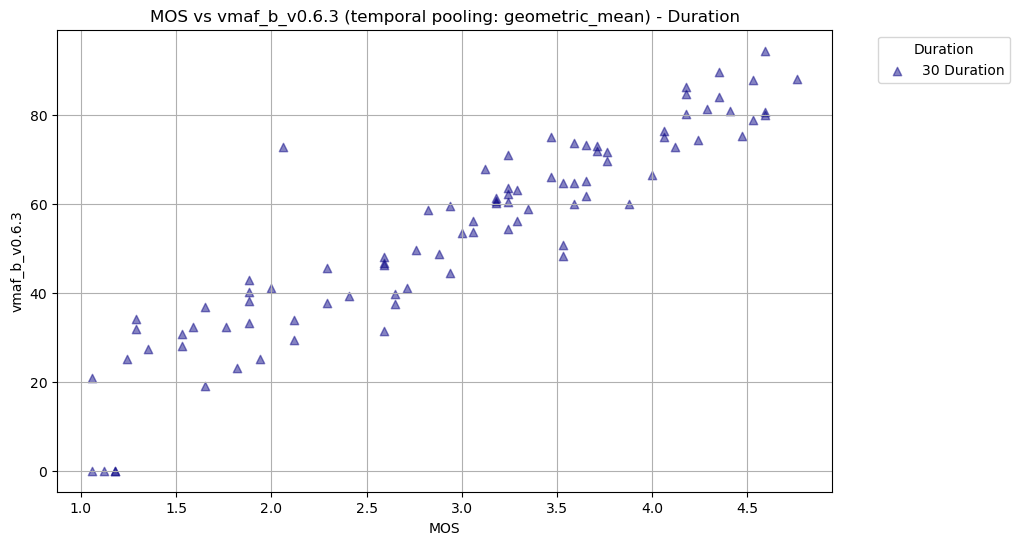 MOS vs vmaf_b_v0.6.3 (temporal pooling: geometric_mean) - Duration
Duration
30 Duration
vmaf_b_v0.6.3
80
60
40
20
0
1.0 1.5 2.0 2.5 3.0 3.5 4.0 4.5
MOS